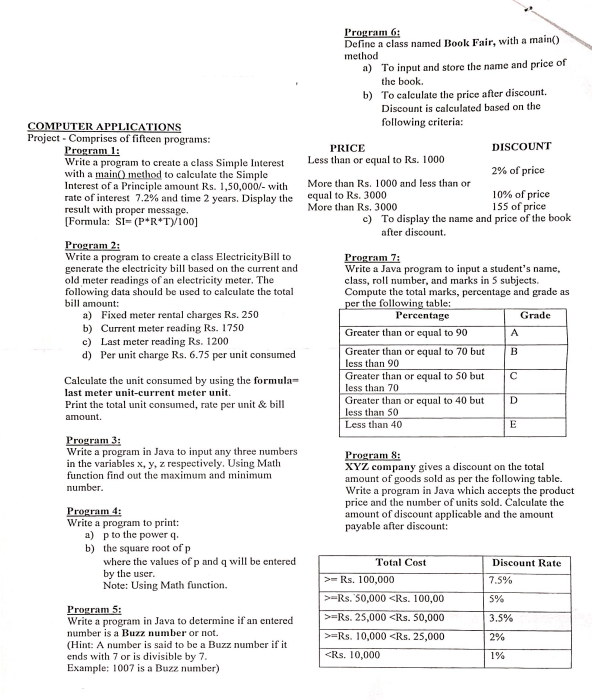 COMPUTER APPLICATIONS
Project - Comprises of fifteen programs:
Program 1:
Write a program to create a class Simple Interest
with a main() method to calculate the Simple
Interest of a Principle amount Rs. 1,50,000/- with
rate of interest 7.2% and time 2 years. Display the
result with proper message.
[Formula: SI= (P*R*T)/100]
Program 2:
Write a program to create a class ElectricityBill to
generate the electricity bill based on the current and
old meter readings of an electricity meter. The
following data should be used to calculate the total
bill amount:
a) Fixed meter rental charges Rs. 250
b) Current meter reading Rs. 1750
c) Last meter reading Rs. 1200
d) Per unit charge Rs. 6.75 per unit consumed
Calculate the unit consumed by using the formula=
last meter unit-current meter unit.
Print the total unit consumed, rate per unit & bill
amount.
Program 3:
Write a program in Java to input any three numbers
in the variables x, y, z respectively. Using Math
function find out the maximum and minimum
number.
Program 4:
Write a program to print:
a) p to the power q.
b) the square root of p
where the values of p and q will be entered
by the user.
Note: Using Math function.
Program 5:
Write a program in Java to determine if an entered
number is a Buzz number or not.
(Hint: A number is said to be a Buzz number if it
ends with 7 or is divisible by 7.
Example: 1007 is a Buzz number)
Program 6:
Define a class named Book Fair, with a main()
method
a) To input and store the name and price of
the book.
b) To calculate the price after discount.
Discount is calculated based on the
following criteria:
PRICE DISCOUNT
Less than or equal to Rs. 1000
2% of price
More than Rs. 1000 and less than or
equal to Rs. 3000 10% of price
More than Rs. 3000 155 of price
c) To display the name and price of the book
after discount.
Program 7:
Write a Java program to input a student's name,
class, roll number, and marks in 5 subjects.
Compute the total marks, percentage and grade as
per the following table:
Percentage Grade
Greater than or equal to 90 A
Greater than or equal to 70 but B
less than 90
Greater than or equal to 50 but C
less than 70
Greater than or equal to 40 but D
less than 50
Less than 40 E
Program 8:
XYZ company gives a discount on the total
amount of goods sold as per the following table.
Write a program in Java which accepts the product
price and the number of units sold. Calculate the
amount of discount applicable and the amount
payable after discount:
Total Cost Discount Rate
>= Rs. 100,000 7.5%
>=Rs. 50,000 <Rs. 100,00 5%
>=Rs. 25,000 <Rs. 50,000 3.5%
>=Rs. 10,000 <Rs. 25,000 2%
<Rs. 10,000 1%